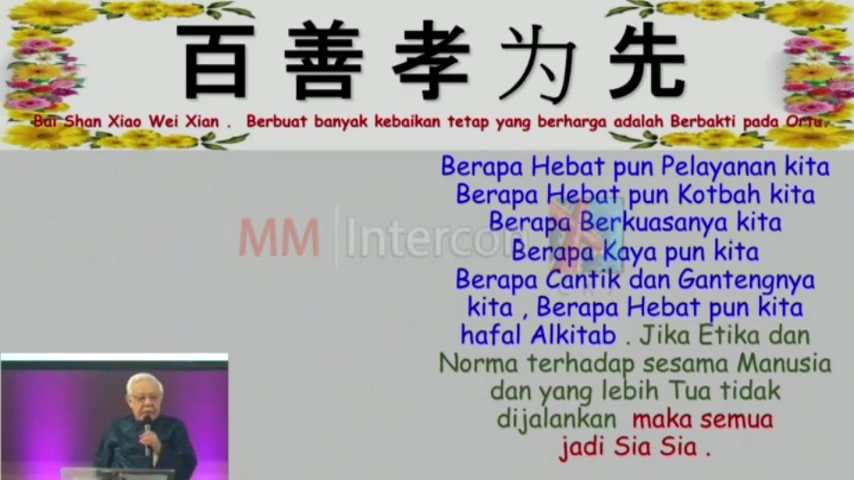 百善孝为先
Bai Shan Xiao Wei Xian . Berbuat banyak kebaikan tetap yang berharga adalah Berbakti pada Ortu.
Berapa Hebat pun Pelayanan kita
Berapa Hebat pun Kotbah kita
Berapa Berkuasanya kita
MM | Intercon
Berapa Kaya pun kita
Berapa Cantik dan Gantengnya
kita , Berapa Hebat pun kita
hafal Alkitab . Jika Etika dan
Norma terhadap sesama Manusia
dan yang lebih Tua tidak
dijalankan maka semua
jadi Sia Sia .